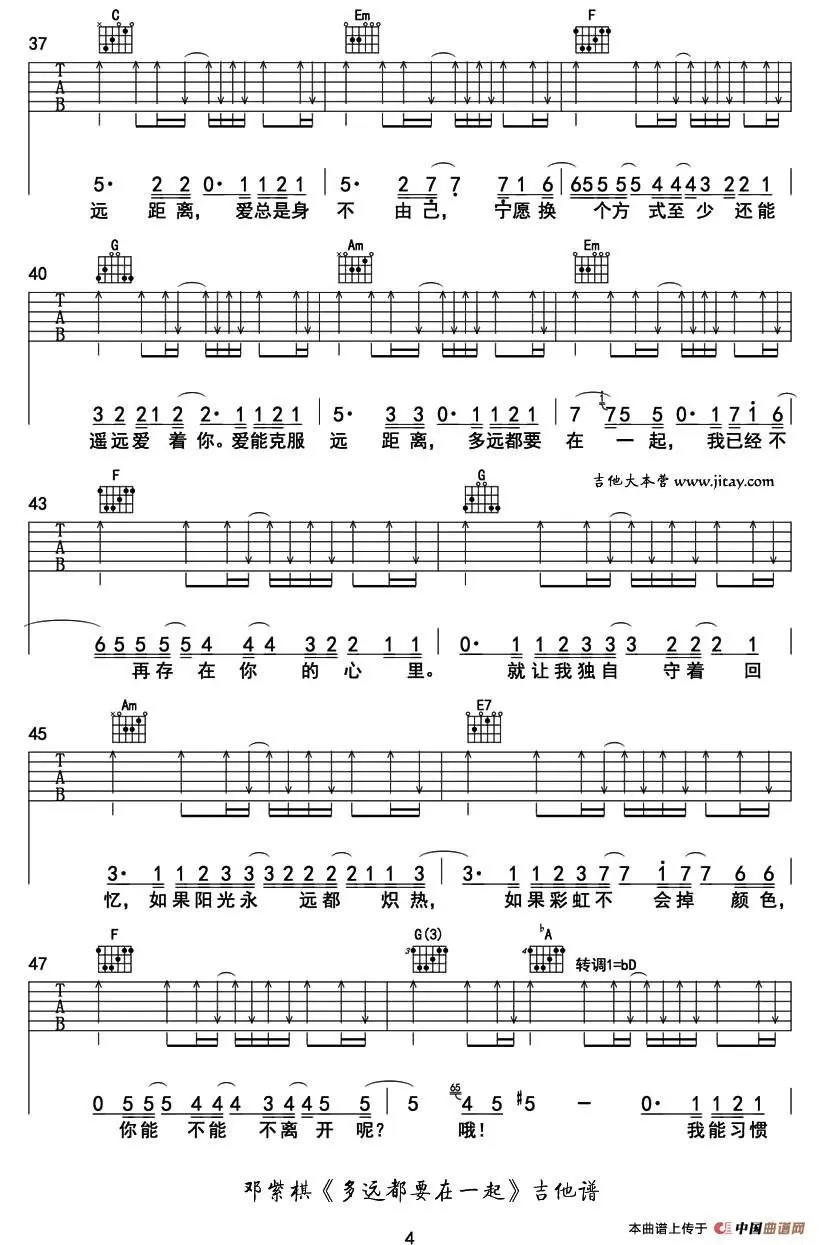 C Em F
37
T A B
5· 2 2 0· 1 1 2 1 5· 2 7 7 7 1 6 6 5 5 5 5 4 4 4 3 2 2 1
远 距 离， 爱总是身 不 由己， 宁愿换 个方 式至少 还能
G Am Em
40
T A B
3 2 2 1 2 2· 1 1 2 1 5· 3 3 0· 1 1 2 1 7 1 7 5 5 0· 1 7 1 6
遥远爱 着 你。爱能克服 远 距离， 多远都要 在 一 起， 我已经不
吉他大本营 www.jitay.com
F G
43
T A B
6 5 5 5 5 5 4 4 4 3 2 2 1 1 0· 1 1 2 3 3 3 2 2 2 1
再存 在 你 的 心 里。 就让我独自 守着 回
Am E7
45
T A B
3· 1 1 2 3 3 3 2 2 2 2 1 1 3 3· 1 1 2 3 7 7 1 7 7 6 6
忆，如果阳光永 远都 炽热， 如果彩虹不 会掉 颜色，
F G(3) ♭A
47
3 4 转调1=bD
T A B
0 5 5 5 4 4 4 3 4 4 5 5 5 65 4 5 #5 – 0· 1 1 2 1
你能 不能 不离 开 呢？ 哦！ 我能习惯
邓紫棋《多远都要在一起》吉他谱
4
本曲谱上传于 中国曲谱网